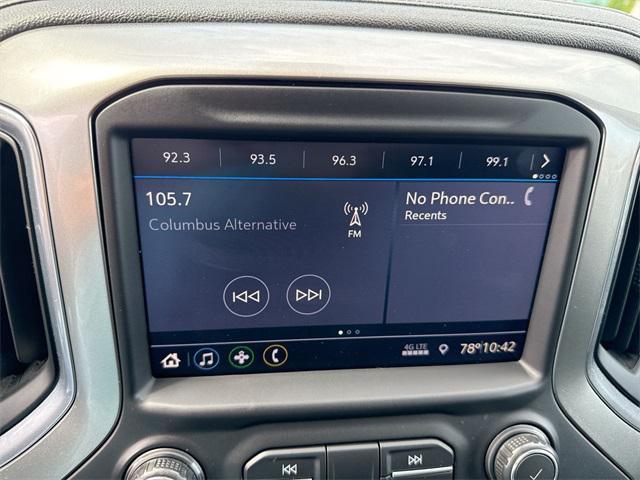 92.3 93.5 96.3 97.1 99.1
105.7
Columbus Alternative
FM
No Phone Con..
Recents
4G LTE
78° 10:42